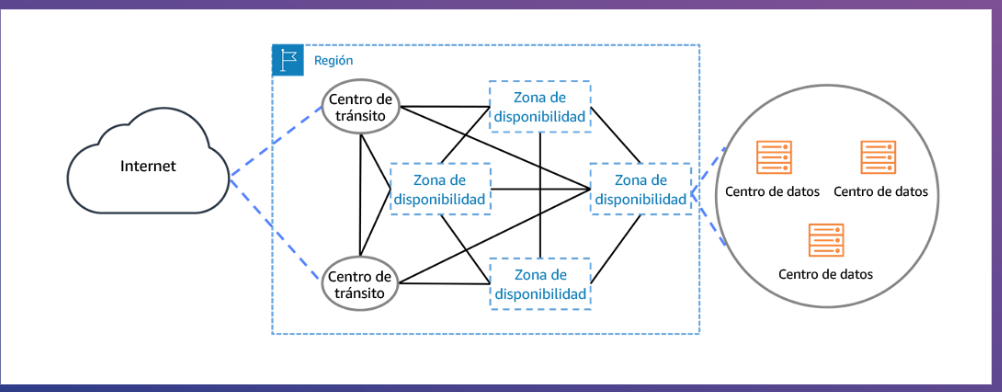 Región
Internet
Centro de
tránsito
Zona de
disponibilidad
Zona de
disponibilidad
Zona de
disponibilidad
Centro de
tránsito
Zona de
disponibilidad
Centro de datos
Centro de datos
Centro de datos